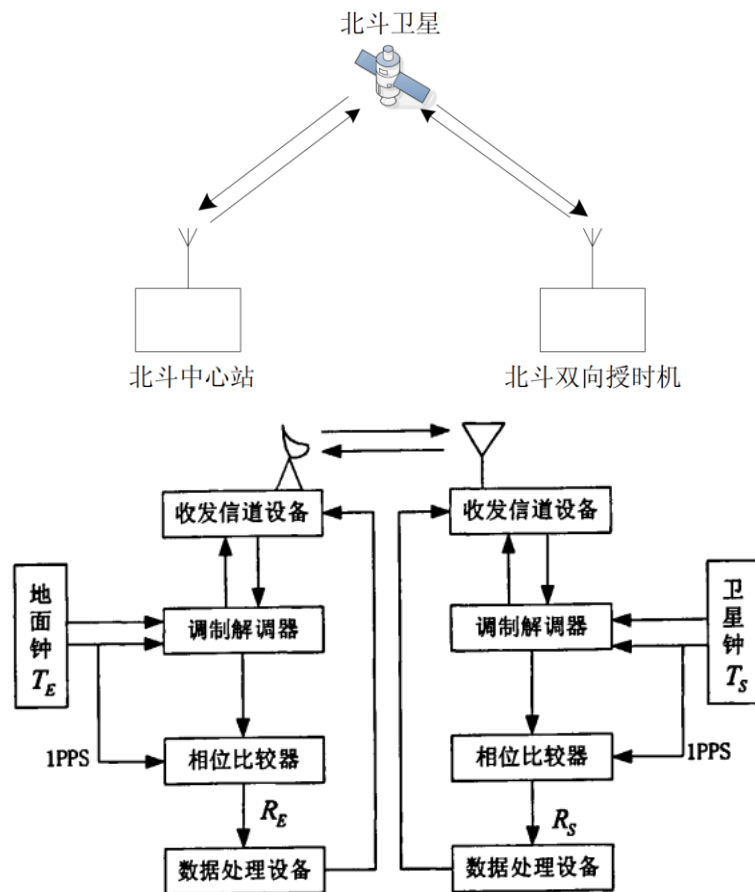 北斗卫星
北斗中心站
北斗双向授时机
收发信道设备
收发信道设备
地面钟 T_E
调制解调器
调制解调器
卫星钟 T_S
1PPS
相位比较器
相位比较器
1PPS
R_E
R_S
数据处理设备
数据处理设备